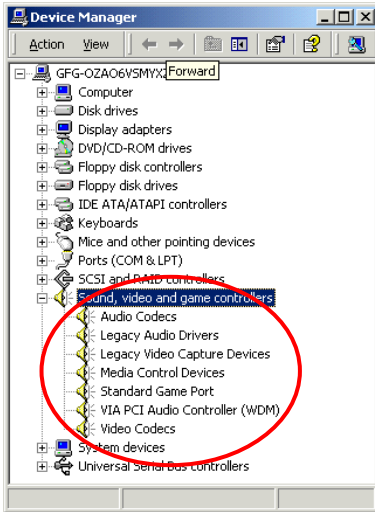 Device Manager
Action View
GFG-OZAO6VSMYX
Forward
Computer
Disk drives
Display adapters
DVD/CD-ROM drives
Floppy disk controllers
Floppy disk drives
IDE ATA/ATAPI controllers
Keyboards
Mice and other pointing devices
Ports (COM & LPT)
SCSI and RAID controllers
Sound, video and game controllers
Audio Codecs
Legacy Audio Drivers
Legacy Video Capture Devices
Media Control Devices
Standard Game Port
VIA PCI Audio Controller (WDM)
Video Codecs
System devices
Universal Serial Bus controllers